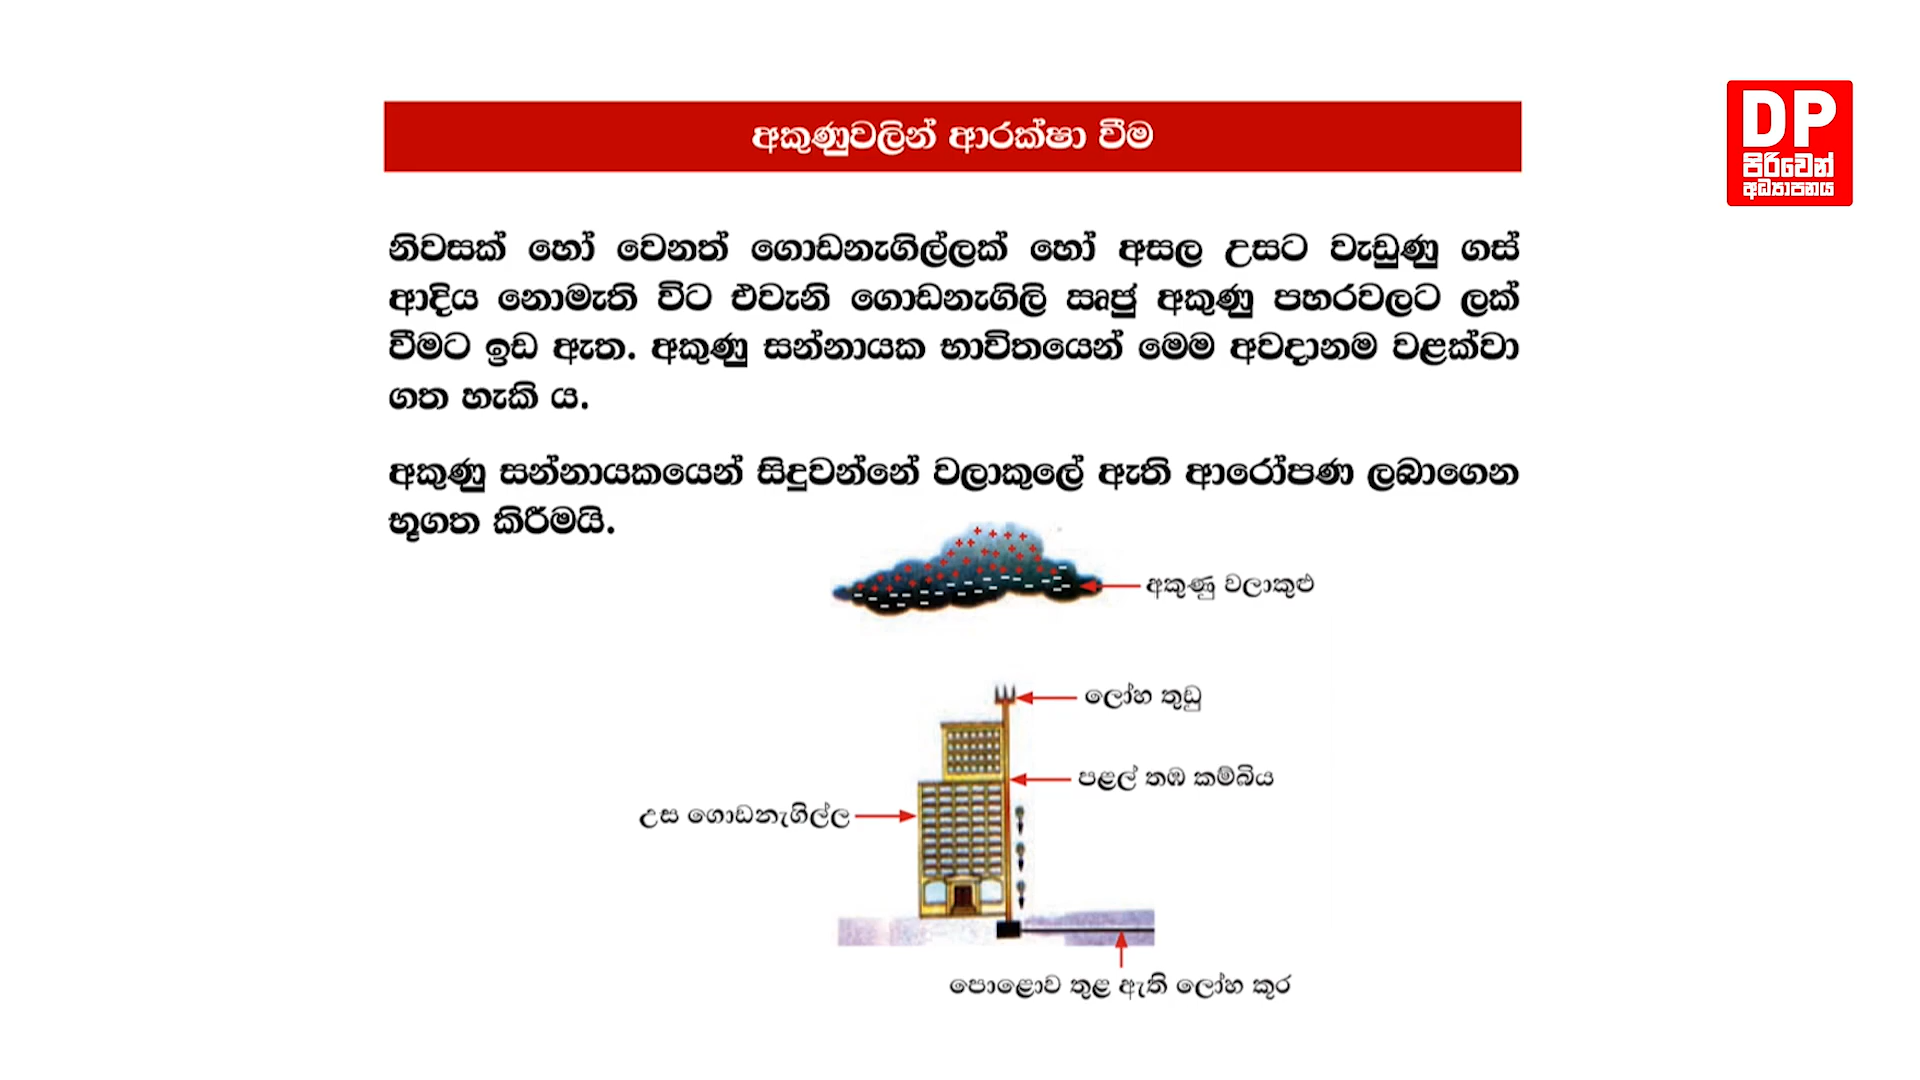 අකුණුවලින් ආරක්ෂා වීම
DP
පිරිවෙන්
අධ්‍යාපනය
නිවසක් හෝ වෙනත් ගොඩනැගිල්ලක් හෝ අසල උසට වැඩුණු ගස්
ආදිය නොමැති විට එවැනි ගොඩනැගිලි සෘජු අකුණු පහරවලට ලක්
වීමට ඉඩ ඇත. අකුණු සන්නායක භාවිතයෙන් මෙම අවදානම වළක්වා
ගත හැකි ය.
අකුණු සන්නායකයෙන් සිදුවන්නේ වලාකුලේ ඇති ආරෝපණ ලබාගෙන
භූගත කිරීමයි.
අකුණු වලාකුළු
ලෝහ තුඩු
පළල් තඹ කම්බිය
උස ගොඩනැගිල්ල
පොළොව තුළ ඇති ලෝහ කූර